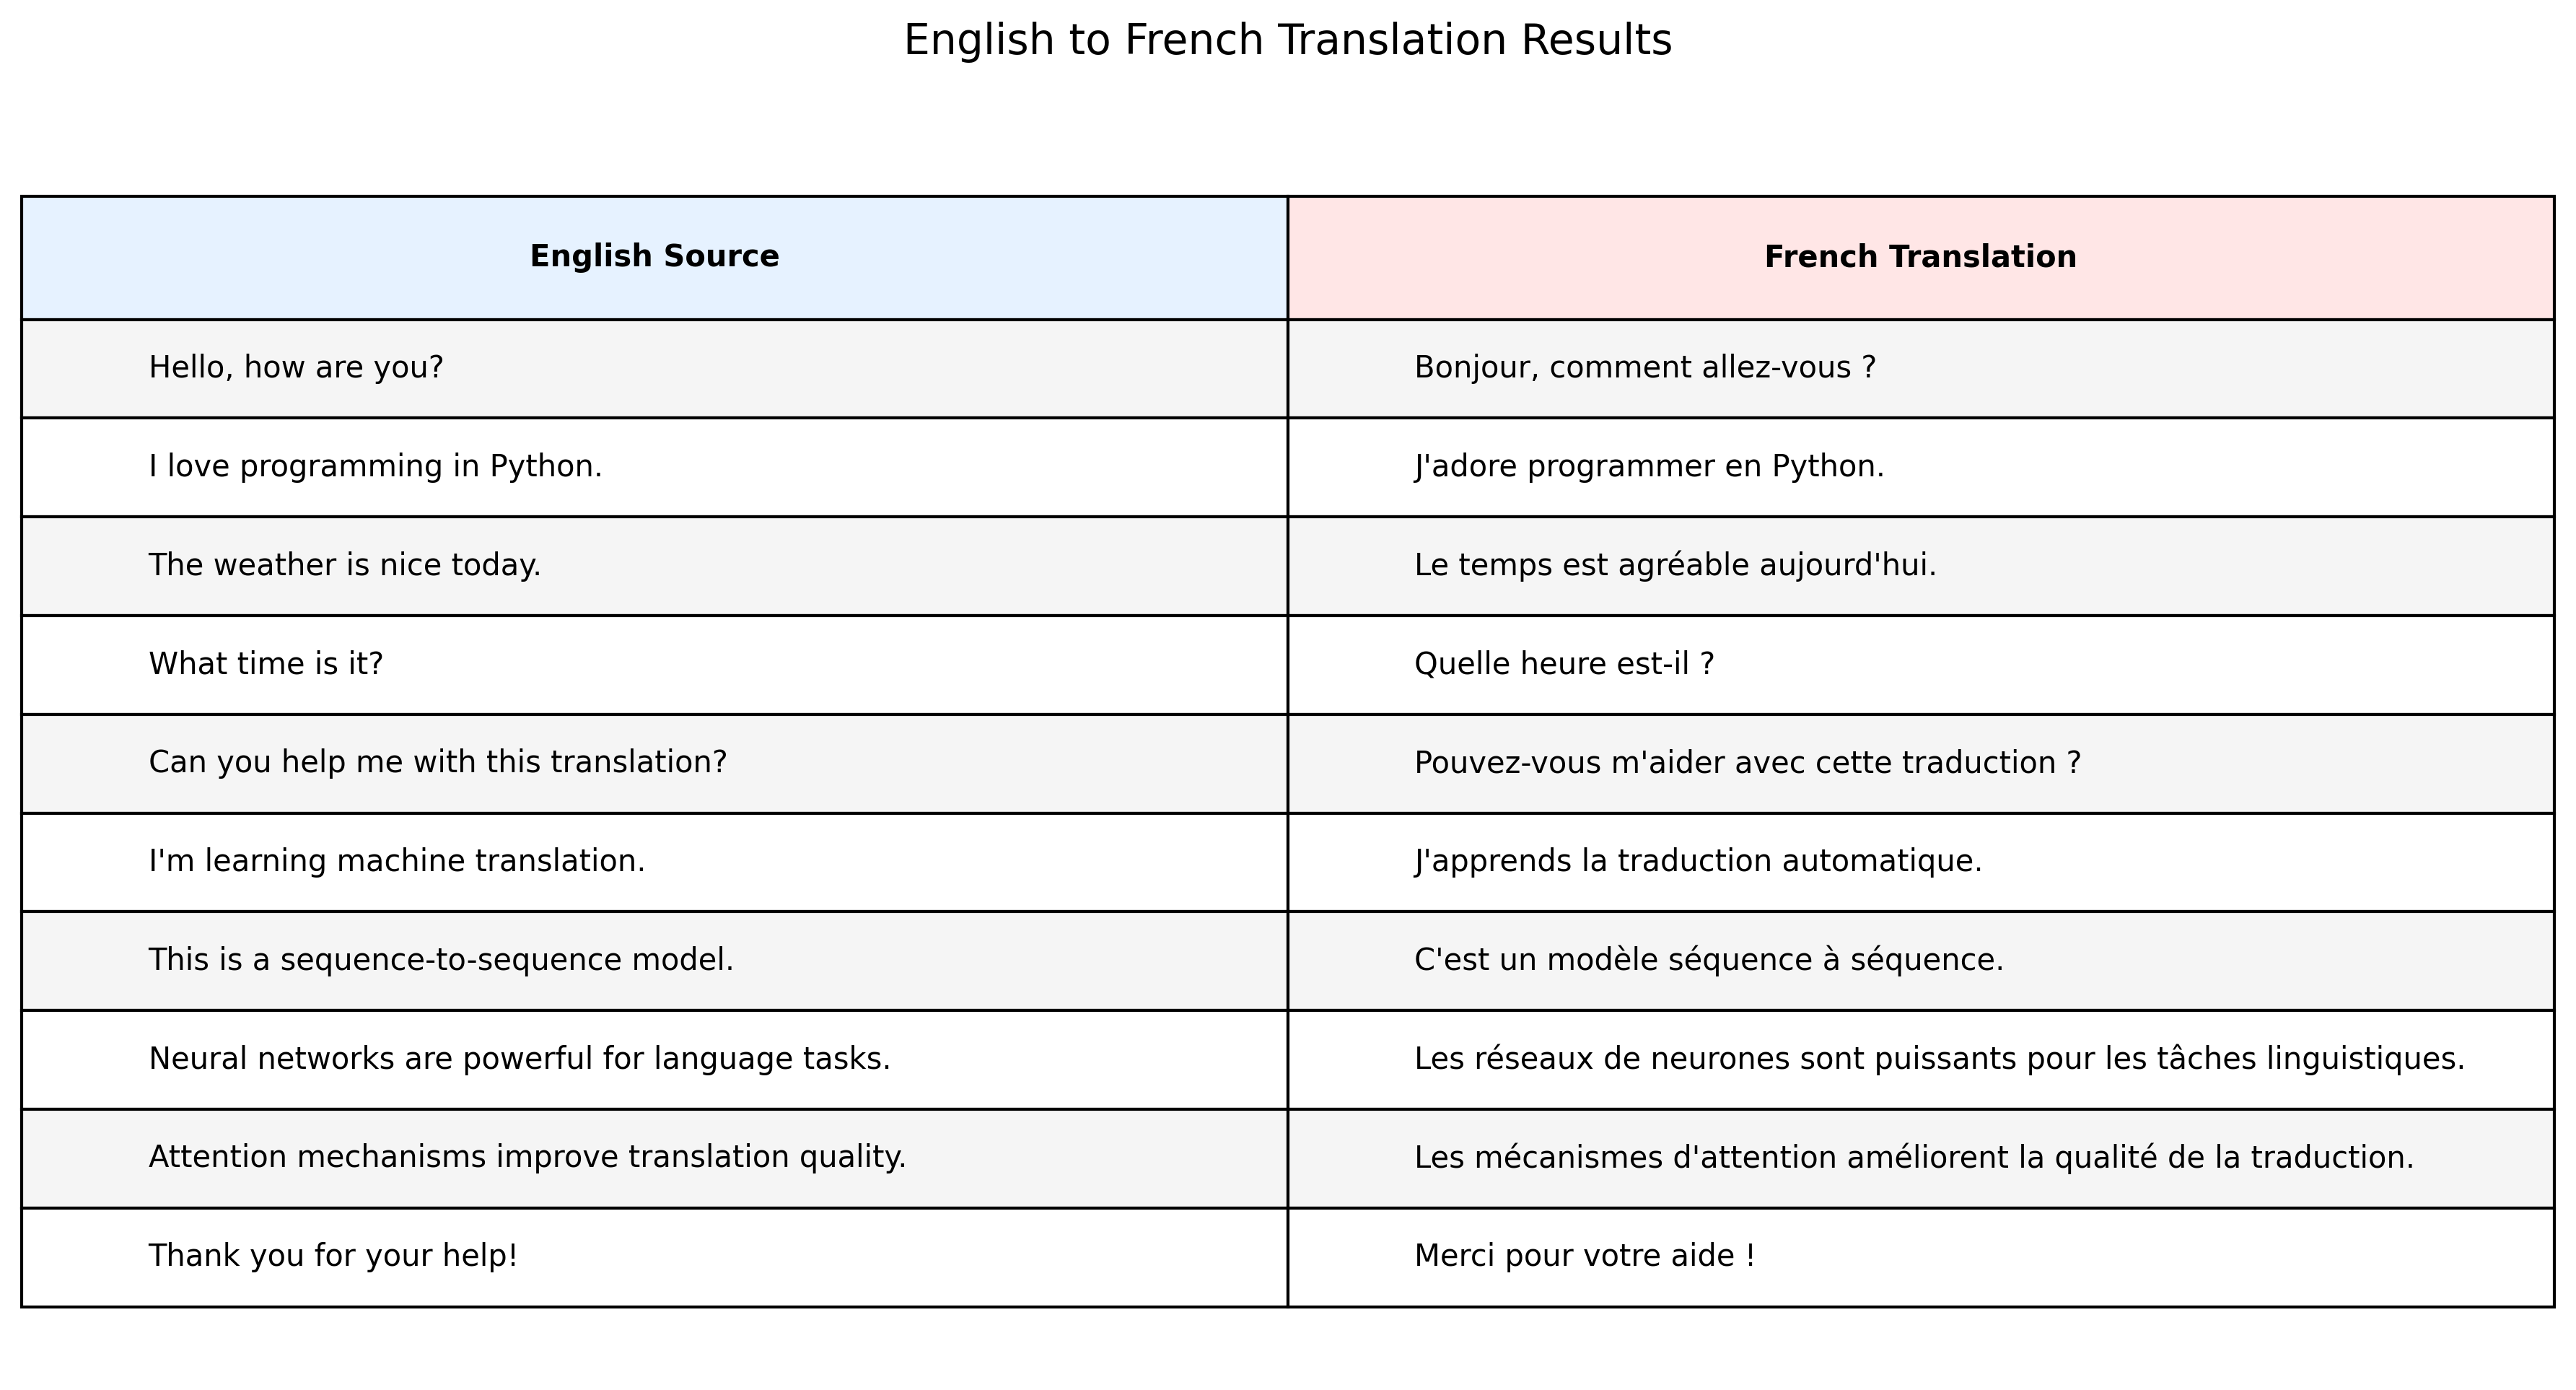 English to French Translation Results
English Source French Translation
Hello, how are you? Bonjour, comment allez-vous ?
I love programming in Python. J'adore programmer en Python.
The weather is nice today. Le temps est agréable aujourd'hui.
What time is it? Quelle heure est-il ?
Can you help me with this translation? Pouvez-vous m'aider avec cette traduction ?
I'm learning machine translation. J'apprends la traduction automatique.
This is a sequence-to-sequence model. C'est un modèle séquence à séquence.
Neural networks are powerful for language tasks. Les réseaux de neurones sont puissants pour les tâches linguistiques.
Attention mechanisms improve translation quality. Les mécanismes d'attention améliorent la qualité de la traduction.
Thank you for your help! Merci pour votre aide !